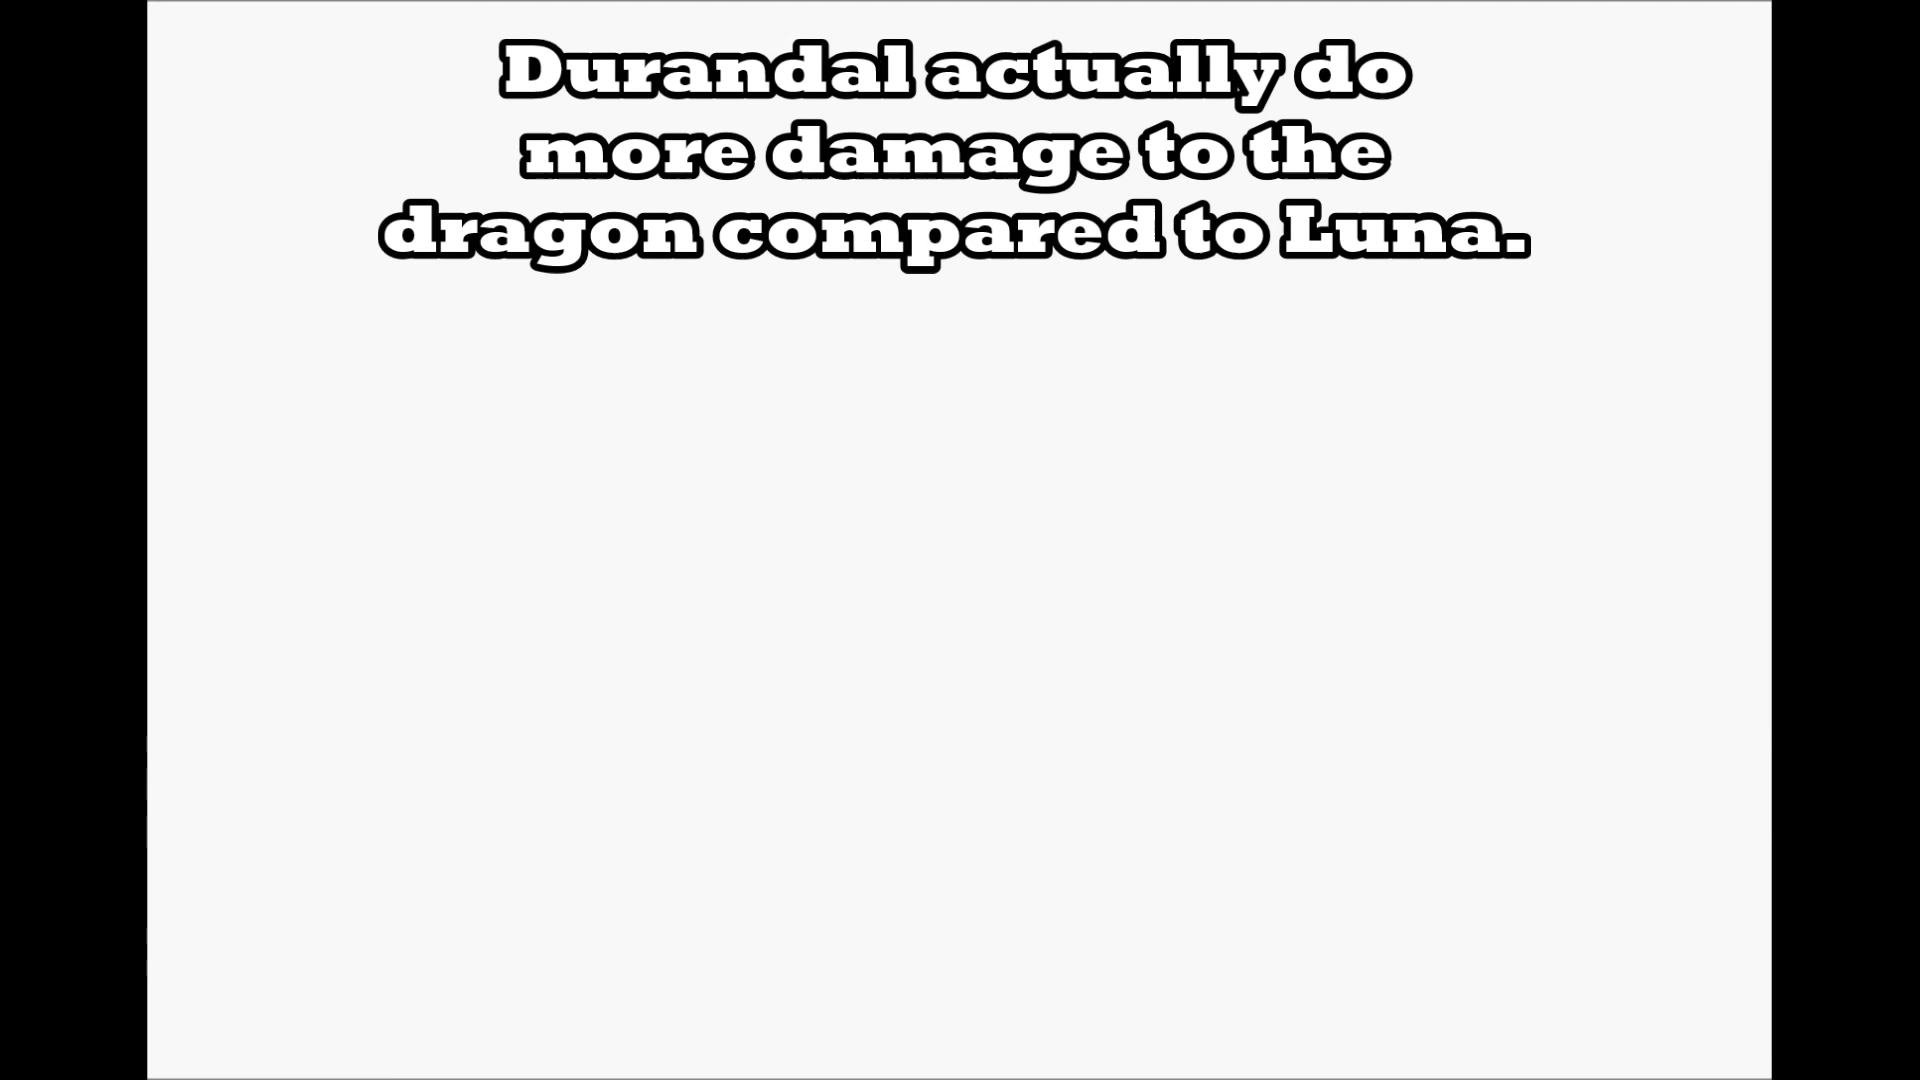 Durandal actually do
more damage to the
dragon compared to Luna.